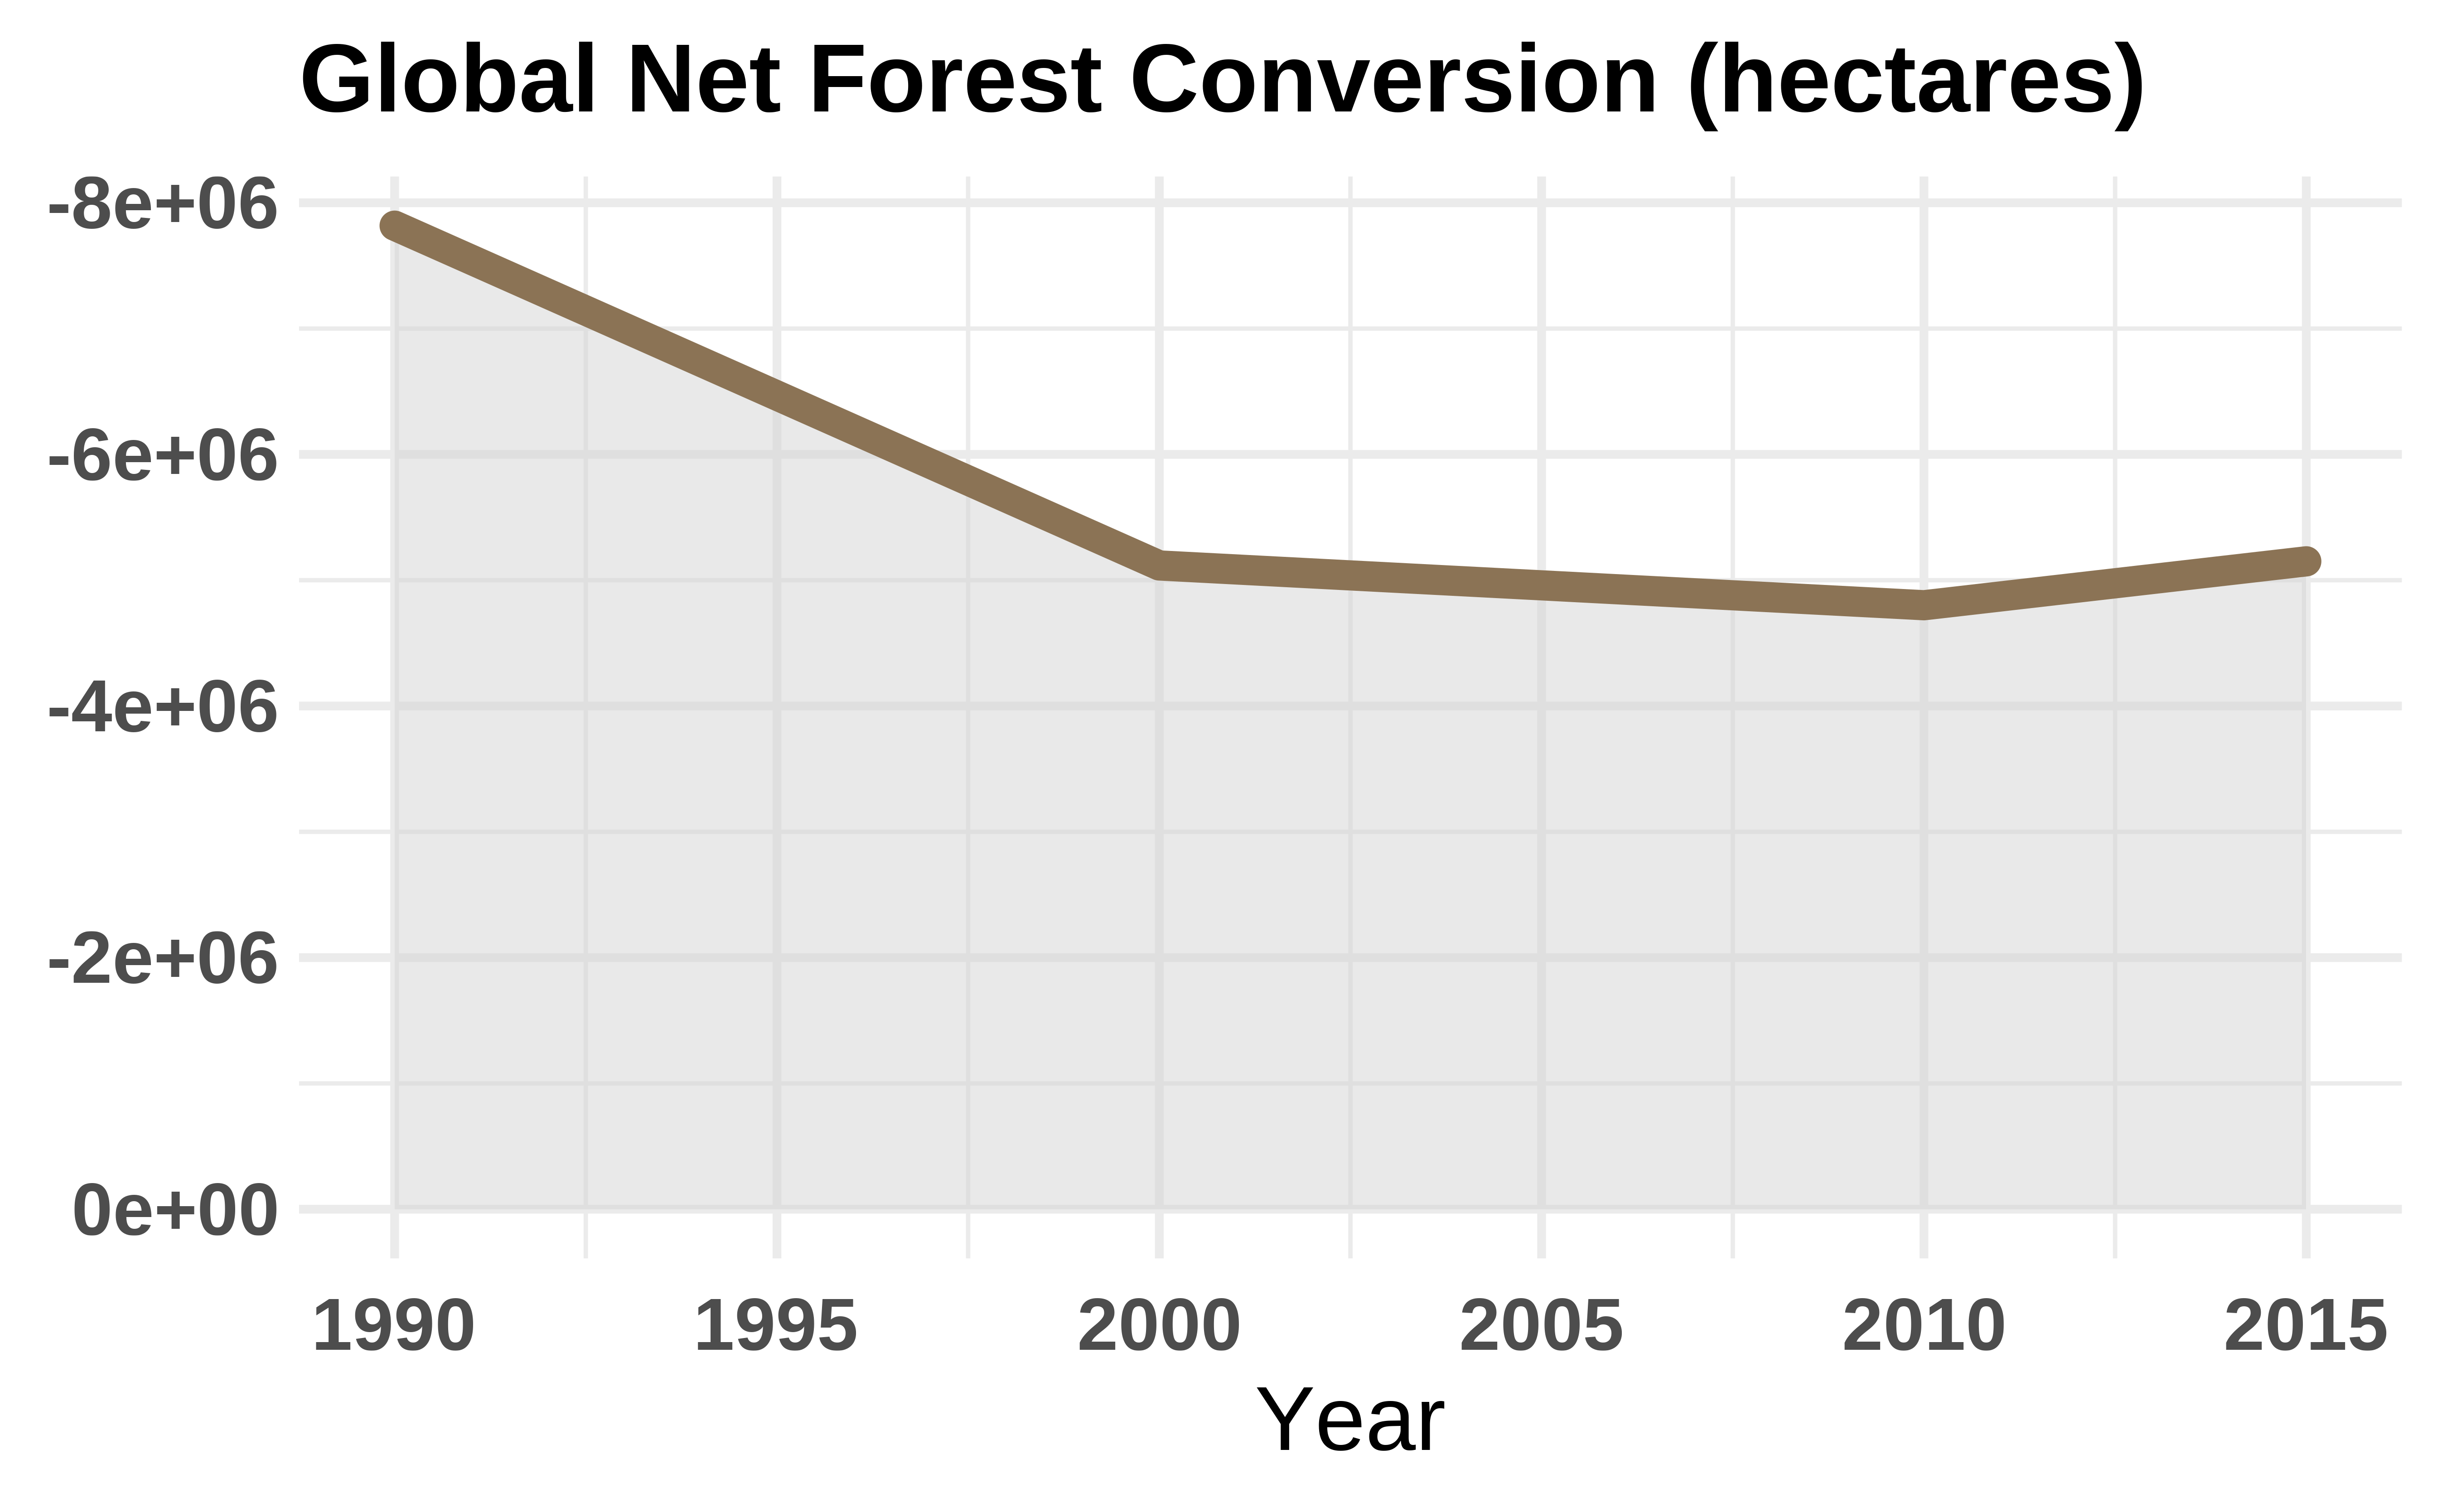 Global Net Forest Conversion (hectares)
-8e+06
-6e+06
-4e+06
-2e+06
0e+00
1990 1995 2000 2005 2010 2015
Year